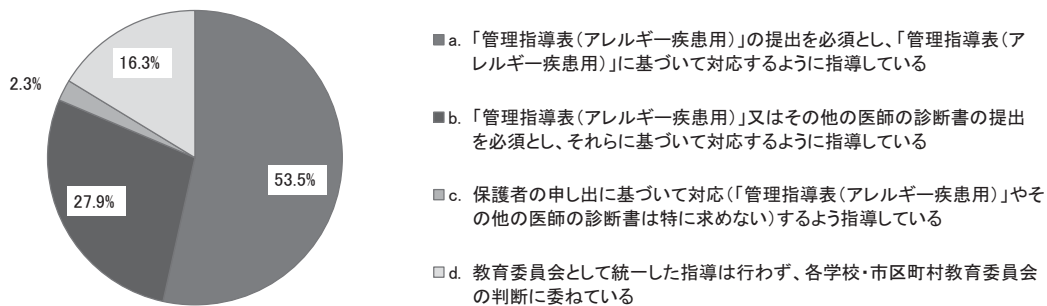 16.3%
2.3%
53.5%
27.9%
a. 「管理指導表(アレルギー疾患用)」の提出を必須とし、「管理指導表(ア
レルギー疾患用)」に基づいて対応するように指導している
b. 「管理指導表(アレルギー疾患用)」又はその他の医師の診断書の提出
を必須とし、それらに基づいて対応するように指導している
c. 保護者の申し出に基づいて対応(「管理指導表(アレルギー疾患用)」やそ
の他の医師の診断書は特に求めない)するよう指導している
d. 教育委員会として統一した指導は行わず、各学校・市区町村教育委員会
の判断に委ねている